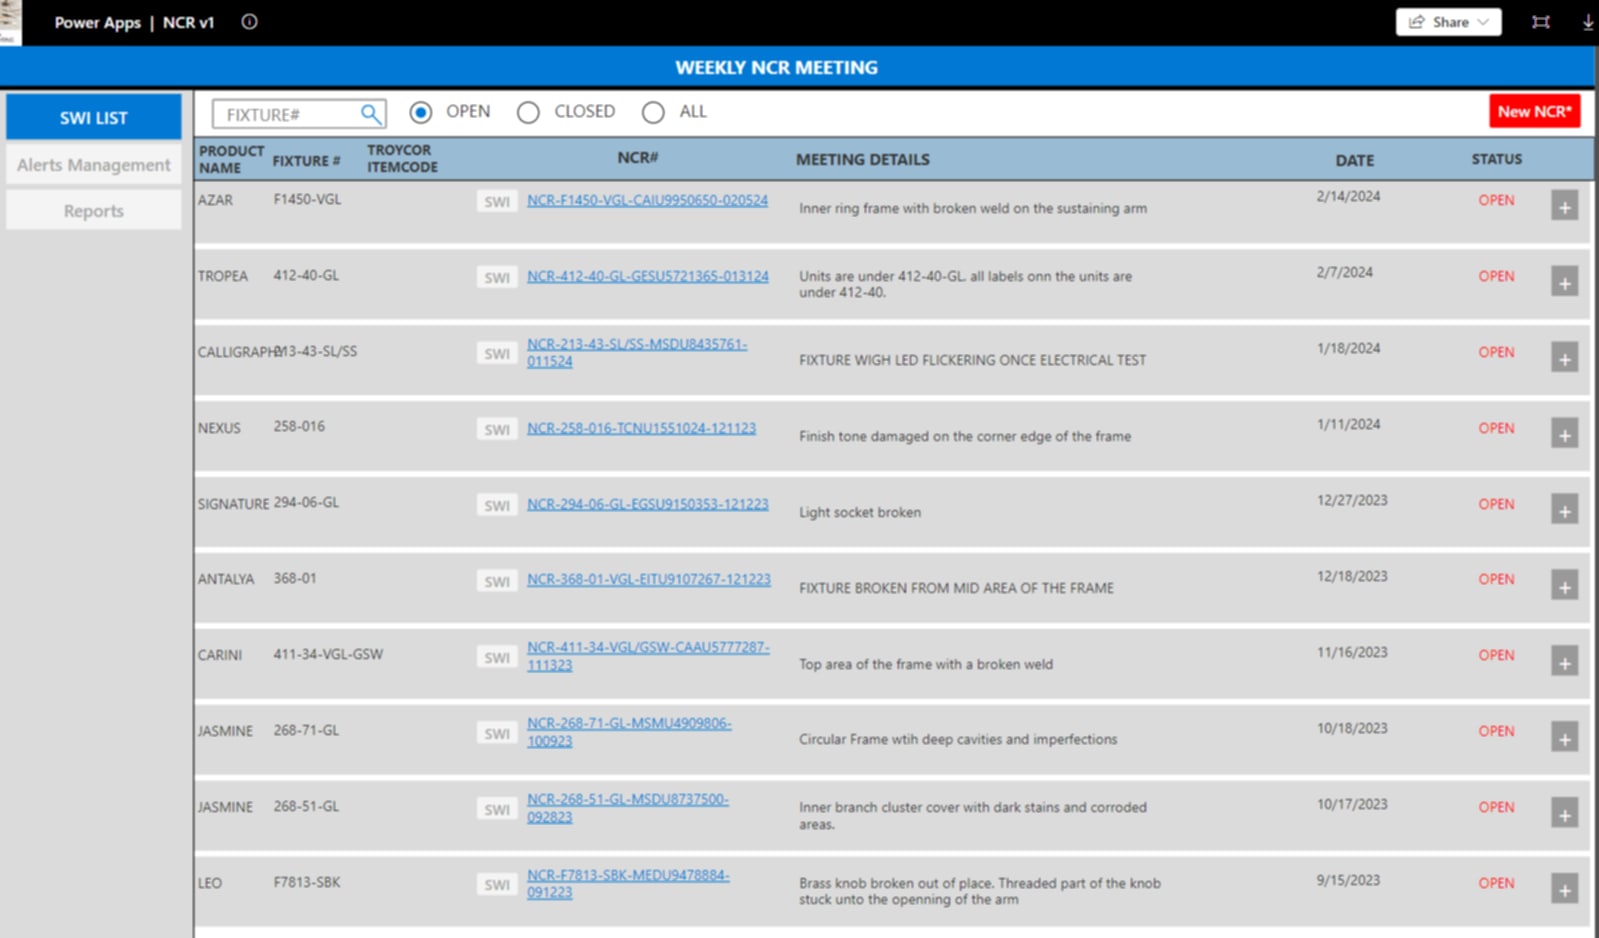 Power Apps | NCR v1
Share
WEEKLY NCR MEETING
SWI LIST
Alerts Management
Reports
FIXTURE#
OPEN
CLOSED
ALL
New NCR*
PRODUCT NAME
FIXTURE #
TROYCOR ITEMCODE
NCR#
MEETING DETAILS
DATE
STATUS
AZAR
F1450-VGL
SWI
NCR-F1450-VGL-CAIU9950650-020524
Inner ring frame with broken weld on the sustaining arm
2/14/2024
OPEN
+
TROPEA
412-40-GL
SWI
NCR-412-40-GL-GESU5721365-013124
Units are under 412-40-GL. all labels onn the units are
under 412-40.
2/7/2024
OPEN
+
CALLIGRAPHY
213-43-SL/SS
SWI
NCR-213-43-SL/SS-MSDU8435761-
011524
FIXTURE WIGH LED FLICKERING ONCE ELECTRICAL TEST
1/18/2024
OPEN
+
NEXUS
258-016
SWI
NCR-258-016-TCNU1551024-121123
Finish tone damaged on the corner edge of the frame
1/11/2024
OPEN
+
SIGNATURE
294-06-GL
SWI
NCR-294-06-GL-EGSU9150353-121223
Light socket broken
12/27/2023
OPEN
+
ANTALYA
368-01
SWI
NCR-368-01-VGL-EITU9107267-121223
FIXTURE BROKEN FROM MID AREA OF THE FRAME
12/18/2023
OPEN
+
CARINI
411-34-VGL-GSW
SWI
NCR-411-34-VGL/GSW-CAAU5777287-
111323
Top area of the frame with a broken weld
11/16/2023
OPEN
+
JASMINE
268-71-GL
SWI
NCR-268-71-GL-MSMU4909806-
100923
Circular Frame wtih deep cavities and imperfections
10/18/2023
OPEN
+
JASMINE
268-51-GL
SWI
NCR-268-51-GL-MSDU8737500-
092823
Inner branch cluster cover with dark stains and corroded
areas.
10/17/2023
OPEN
+
LEO
F7813-SBK
SWI
NCR-F7813-SBK-MEDU9478884-
091223
Brass knob broken out of place. Threaded part of the knob
stuck unto the openning of the arm
9/15/2023
OPEN
+